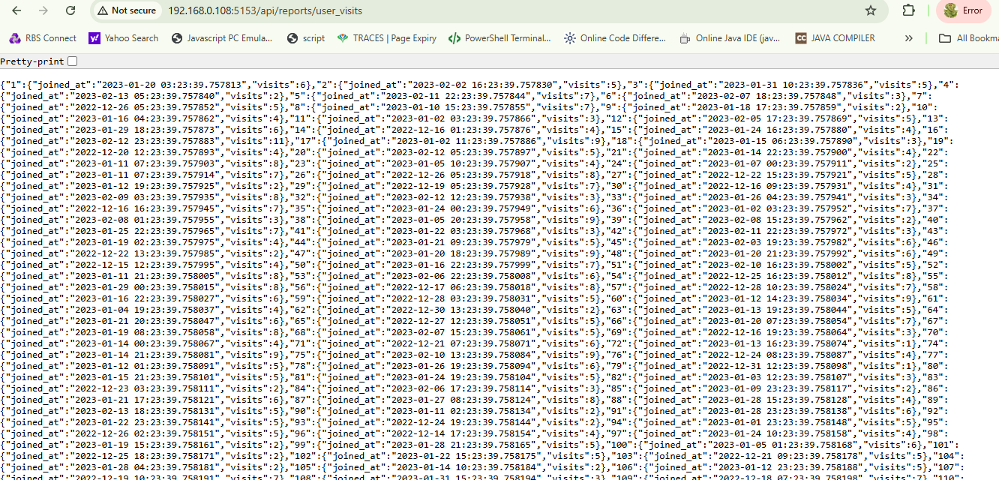 Not secure 192.168.0.108:5153/api/reports/user_visits Error
RBS Connect Yahoo Search Javascript PC Emula... script TRACES | Page Expiry PowerShell Terminal... Online Code Differe... Online Java IDE (jav... CC JAVA COMPILER » All Bookma
Pretty-print
{"1":{"joined_at":"2023-01-20 03:23:39.757813","visits":6},"2":{"joined_at":"2023-02-02 16:23:39.757830","visits":5},"3":{"joined_at":"2023-01-31 10:23:39.757836","visits":5},"4":
{"joined_at":"2023-02-13 05:23:39.757840","visits":2},"5":{"joined_at":"2023-02-11 22:23:39.757844","visits":7},"6":{"joined_at":"2023-02-07 18:23:39.757848","visits":3},"7":
{"joined_at":"2022-12-26 05:23:39.757852","visits":5},"8":{"joined_at":"2023-01-10 15:23:39.757855","visits":7},"9":{"joined_at":"2023-01-18 17:23:39.757859","visits":2},"10":
{"joined_at":"2023-01-16 04:23:39.757862","visits":4},"11":{"joined_at":"2023-01-02 03:23:39.757866","visits":3},"12":{"joined_at":"2023-02-05 17:23:39.757869","visits":5},"13":
{"joined_at":"2023-01-29 18:23:39.757873","visits":6},"14":{"joined_at":"2022-12-16 01:23:39.757876","visits":4},"15":{"joined_at":"2023-01-24 16:23:39.757880","visits":4},"16":
{"joined_at":"2023-02-12 23:23:39.757883","visits":11},"17":{"joined_at":"2023-01-02 11:23:39.757886","visits":9},"18":{"joined_at":"2023-01-15 06:23:39.757890","visits":3},"19":
{"joined_at":"2022-12-20 12:23:39.757893","visits":4},"20":{"joined_at":"2023-02-12 05:23:39.757897","visits":5},"21":{"joined_at":"2023-01-14 22:23:39.757900","visits":4},"22":
{"joined_at":"2023-01-11 07:23:39.757903","visits":8},"23":{"joined_at":"2023-01-05 10:23:39.757907","visits":4},"24":{"joined_at":"2023-01-07 00:23:39.757911","visits":2},"25":
{"joined_at":"2023-01-11 07:23:39.757914","visits":7},"26":{"joined_at":"2022-12-26 05:23:39.757918","visits":8},"27":{"joined_at":"2022-12-22 15:23:39.757921","visits":5},"28":
{"joined_at":"2023-01-12 19:23:39.757925","visits":2},"29":{"joined_at":"2022-12-19 05:23:39.757928","visits":7},"30":{"joined_at":"2022-12-16 09:23:39.757931","visits":4},"31":
{"joined_at":"2023-02-09 03:23:39.757935","visits":8},"32":{"joined_at":"2023-02-12 12:23:39.757938","visits":3},"33":{"joined_at":"2023-01-26 04:23:39.757941","visits":3},"34":
{"joined_at":"2022-12-16 16:23:39.757945","visits":7},"35":{"joined_at":"2023-01-24 00:23:39.757949","visits":6},"36":{"joined_at":"2023-01-02 03:23:39.757952","visits":7},"37":
{"joined_at":"2023-02-08 01:23:39.757955","visits":3},"38":{"joined_at":"2023-01-05 20:23:39.757958","visits":9},"39":{"joined_at":"2023-02-08 15:23:39.757962","visits":2},"40":
{"joined_at":"2023-01-25 22:23:39.757965","visits":7},"41":{"joined_at":"2023-01-22 03:23:39.757968","visits":3},"42":{"joined_at":"2023-02-11 22:23:39.757972","visits":3},"43":
{"joined_at":"2023-01-19 02:23:39.757975","visits":4},"44":{"joined_at":"2023-01-21 09:23:39.757979","visits":5},"45":{"joined_at":"2023-02-03 19:23:39.757982","visits":6},"46":
{"joined_at":"2022-12-22 13:23:39.757985","visits":2},"47":{"joined_at":"2023-01-20 18:23:39.757989","visits":9},"48":{"joined_at":"2023-01-20 21:23:39.757992","visits":6},"49":
{"joined_at":"2022-12-15 12:23:39.757995","visits":4},"50":{"joined_at":"2023-01-16 22:23:39.757999","visits":7},"51":{"joined_at":"2023-02-10 16:23:39.758002","visits":5},"52":
{"joined_at":"2023-01-11 21:23:39.758005","visits":8},"53":{"joined_at":"2023-02-06 22:23:39.758008","visits":6},"54":{"joined_at":"2022-12-25 16:23:39.758012","visits":8},"55":
{"joined_at":"2023-01-29 00:23:39.758015","visits":8},"56":{"joined_at":"2022-12-17 06:23:39.758018","visits":8},"57":{"joined_at":"2022-12-28 10:23:39.758024","visits":7},"58":
{"joined_at":"2023-01-16 22:23:39.758027","visits":6},"59":{"joined_at":"2022-12-28 03:23:39.758031","visits":5},"60":{"joined_at":"2023-01-12 14:23:39.758034","visits":9},"61":
{"joined_at":"2023-01-04 19:23:39.758037","visits":4},"62":{"joined_at":"2022-12-30 13:23:39.758040","visits":2},"63":{"joined_at":"2023-01-13 19:23:39.758044","visits":5},"64":
{"joined_at":"2023-01-21 20:23:39.758047","visits":6},"65":{"joined_at":"2022-12-27 12:23:39.758051","visits":5},"66":{"joined_at":"2023-01-20 07:23:39.758054","visits":7},"67":
{"joined_at":"2023-01-19 08:23:39.758058","visits":8},"68":{"joined_at":"2023-02-07 15:23:39.758061","visits":5},"69":{"joined_at":"2022-12-16 19:23:39.758064","visits":3},"70":
{"joined_at":"2023-01-14 00:23:39.758067","visits":4},"71":{"joined_at":"2022-12-21 07:23:39.758071","visits":6},"72":{"joined_at":"2023-01-13 16:23:39.758074","visits":1},"74":
{"joined_at":"2023-01-14 21:23:39.758081","visits":9},"75":{"joined_at":"2023-02-10 13:23:39.758084","visits":9},"76":{"joined_at":"2022-12-24 08:23:39.758087","visits":4},"77":
{"joined_at":"2023-01-12 01:23:39.758091","visits":5},"78":{"joined_at":"2023-01-26 19:23:39.758094","visits":6},"79":{"joined_at":"2022-12-31 12:23:39.758098","visits":1},"80":
{"joined_at":"2023-01-15 21:23:39.758101","visits":5},"81":{"joined_at":"2023-01-24 19:23:39.758104","visits":5},"82":{"joined_at":"2023-01-03 12:23:39.758107","visits":3},"83":
{"joined_at":"2022-12-23 03:23:39.758111","visits":2},"84":{"joined_at":"2023-02-06 17:23:39.758114","visits":3},"85":{"joined_at":"2023-01-09 23:23:39.758117","visits":2},"86":
{"joined_at":"2023-01-21 17:23:39.758121","visits":6},"87":{"joined_at":"2023-01-27 08:23:39.758124","visits":8},"88":{"joined_at":"2023-01-28 15:23:39.758128","visits":4},"89":
{"joined_at":"2023-02-13 18:23:39.758131","visits":5},"90":{"joined_at":"2023-01-11 02:23:39.758134","visits":2},"91":{"joined_at":"2023-01-28 23:23:39.758138","visits":6},"92":
{"joined_at":"2023-01-22 23:23:39.758141","visits":5},"93":{"joined_at":"2022-12-24 19:23:39.758144","visits":2},"94":{"joined_at":"2023-01-01 23:23:39.758148","visits":5},"95":
{"joined_at":"2022-12-26 02:23:39.758151","visits":5},"96":{"joined_at":"2022-12-14 17:23:39.758154","visits":4},"97":{"joined_at":"2023-01-24 10:23:39.758158","visits":4},"98":
{"joined_at":"2023-01-19 15:23:39.758161","visits":2},"99":{"joined_at":"2023-01-28 21:23:39.758165","visits":5},"100":{"joined_at":"2023-01-05 01:23:39.758168","visits":6},"101":
{"joined_at":"2022-12-25 18:23:39.758171","visits":2},"102":{"joined_at":"2023-01-22 15:23:39.758175","visits":5},"103":{"joined_at":"2022-12-21 09:23:39.758178","visits":5},"104":
{"joined_at":"2023-01-28 04:23:39.758181","visits":2},"105":{"joined_at":"2023-01-14 10:23:39.758184","visits":2},"106":{"joined_at":"2023-01-12 23:23:39.758188","visits":5},"107":
{"joined_at":"2022-12-19 10:23:39.758191","visits":7},"108":{"joined_at":"2023-01-31 15:23:39.758194","visits":3},"109":{"joined_at":"2022-12-18 07:23:39.758198","visits":7},"110":